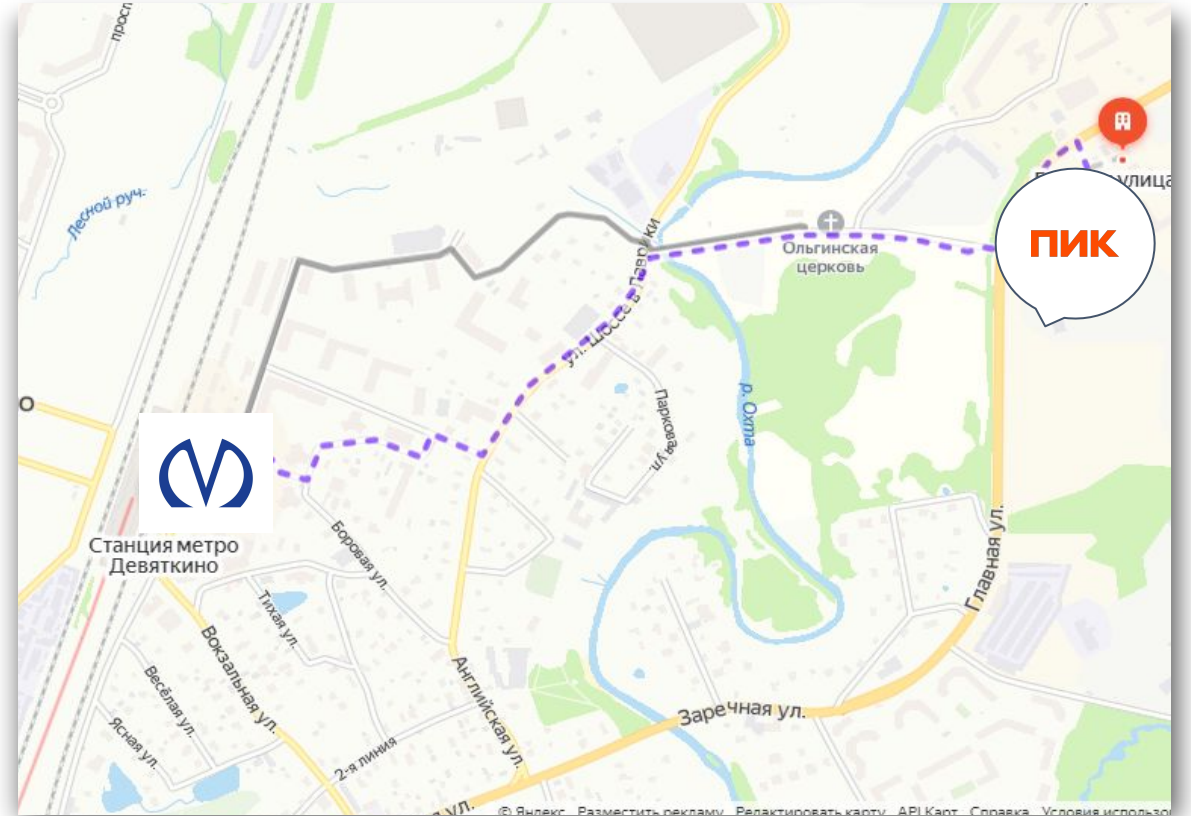 просп
Лесной руч.
ул. Шоссе в Лаврики
Ольгинская
церковь
улица
ПИК
р. Охта
Парковая ул.
О
Станция метро
Девяткино
Боровая ул.
Главная ул.
Тихая ул.
Вокзальная ул.
Весёлая ул.
Ясная ул.
Английская ул.
Заречная ул.
2-я линия
ул.
© Яндекс Разместить рекламу Редактировать карту API Карт Справка Условия использо